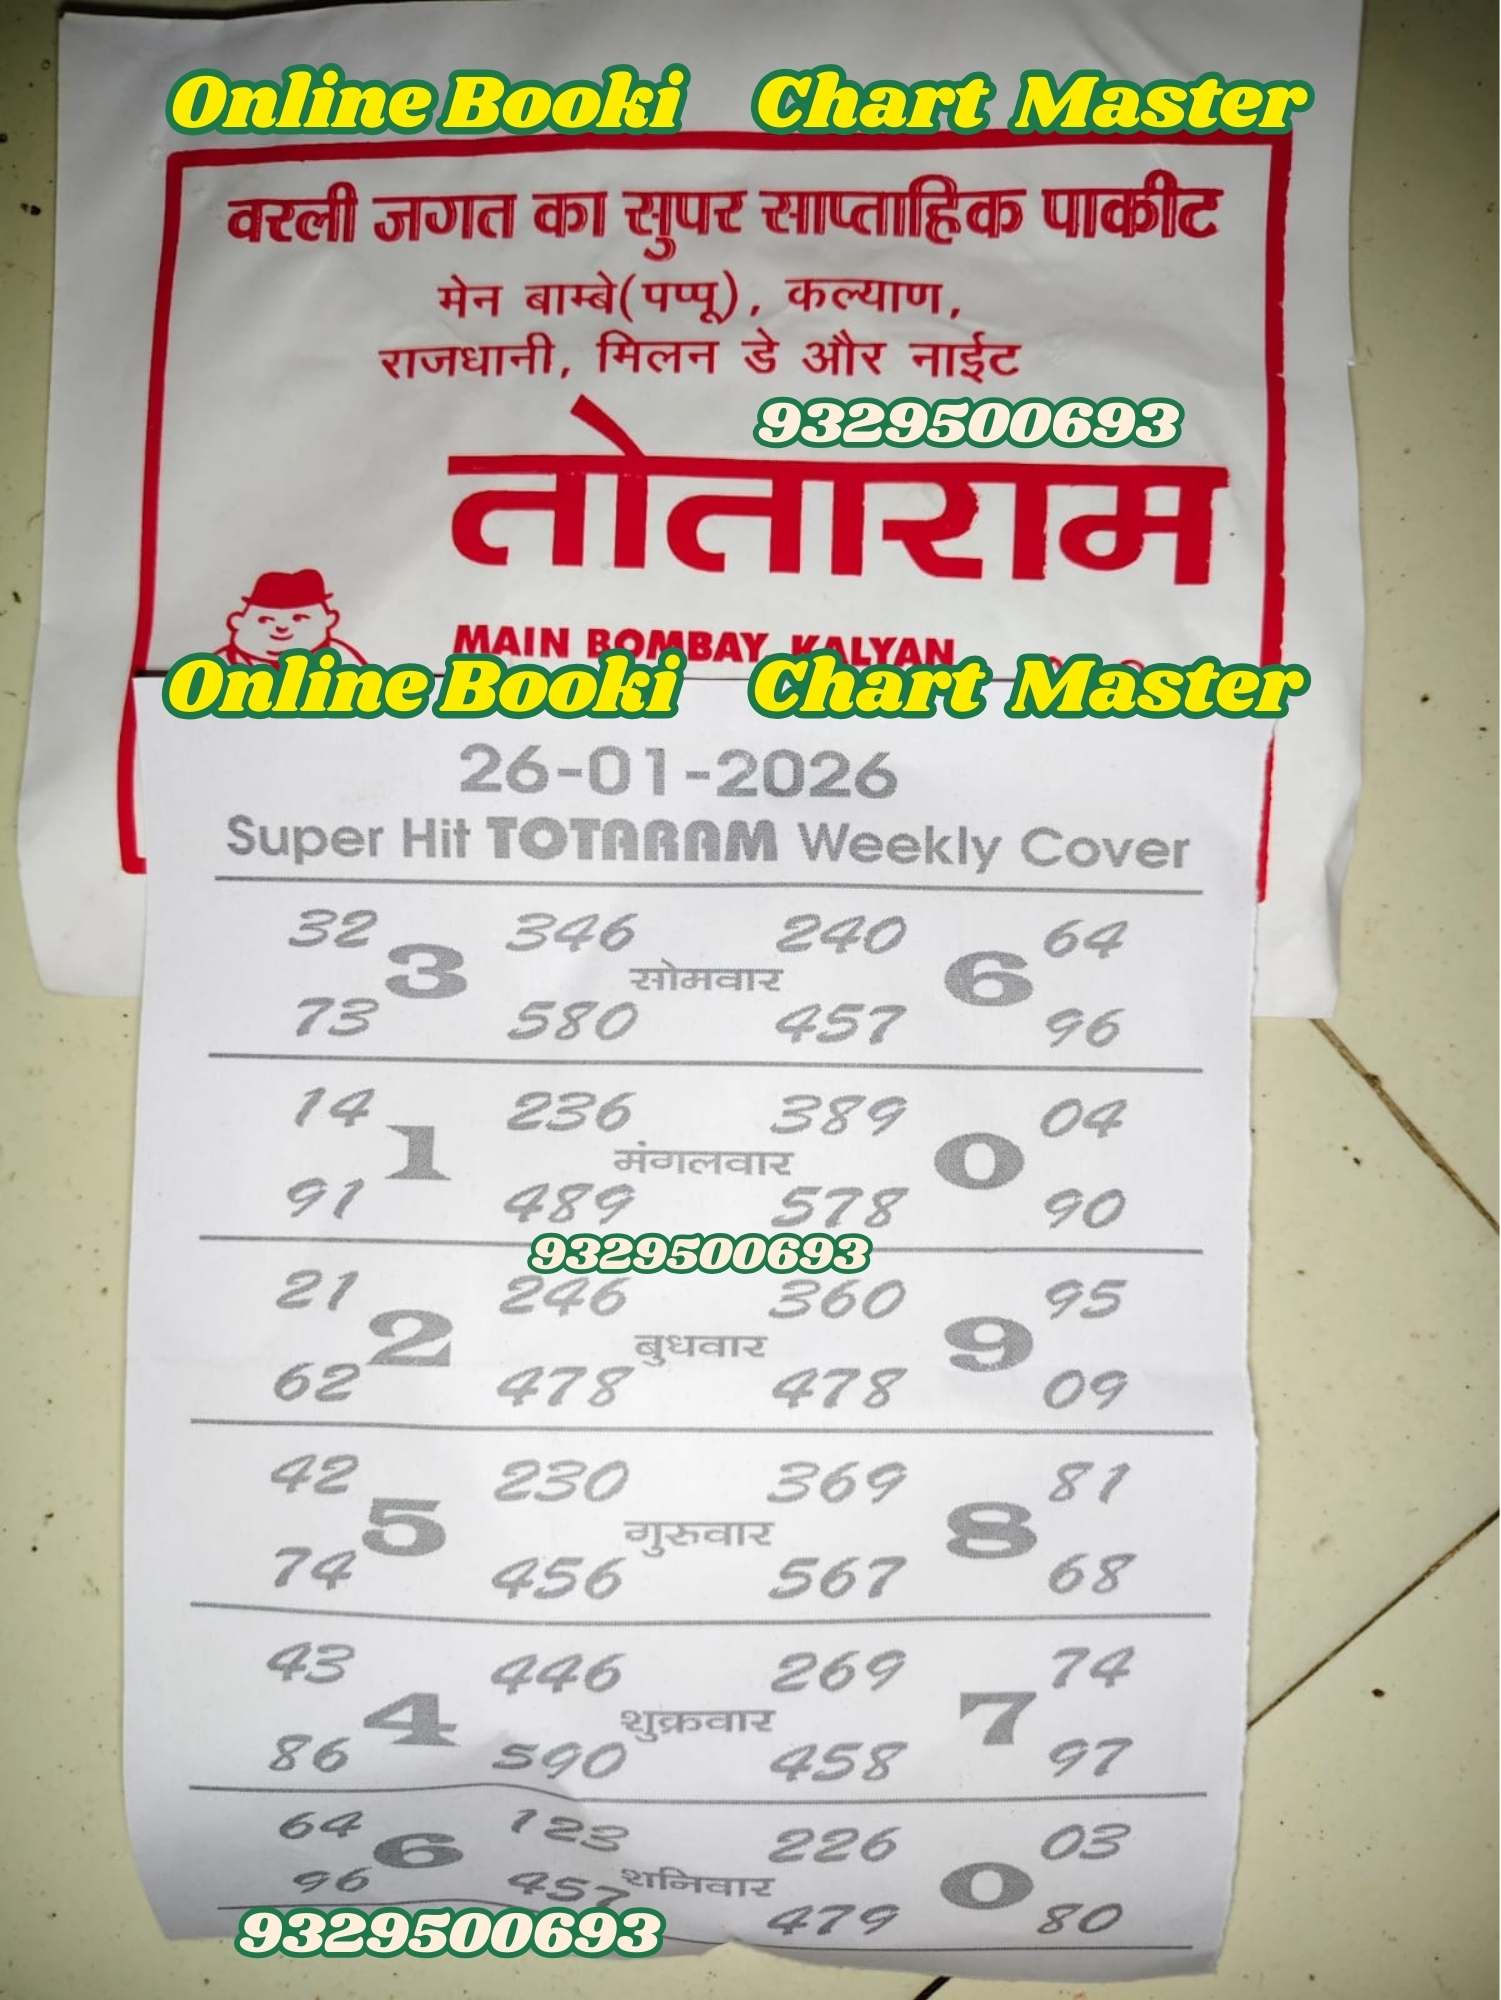 Online Booki Chart Master
वरली जगत का सुपर साप्ताहिक पाकीट
मेन बाम्बे(पप्पू), कल्याण,
राजधानी, मिलन डे और नाईट
9329500693
तोताराम
MAIN BOMBAY, KALYAN
Online Booki Chart Master
26-01-2026
Super Hit TOTARAM Weekly Cover
32 346 240 64
3 सोमवार 6
73 580 457 96
14 236 389 04
1 मंगलवार 0
91 489 578 90
9329500693
21 246 360 95
2 बुधवार 9
62 478 478 09
42 230 369 81
5 गुरुवार 8
74 456 567 68
43 446 269 74
4 शुक्रवार 7
86 590 458 97
64 123 226 03
6 शनिवार 0
96 457 479 80
9329500693